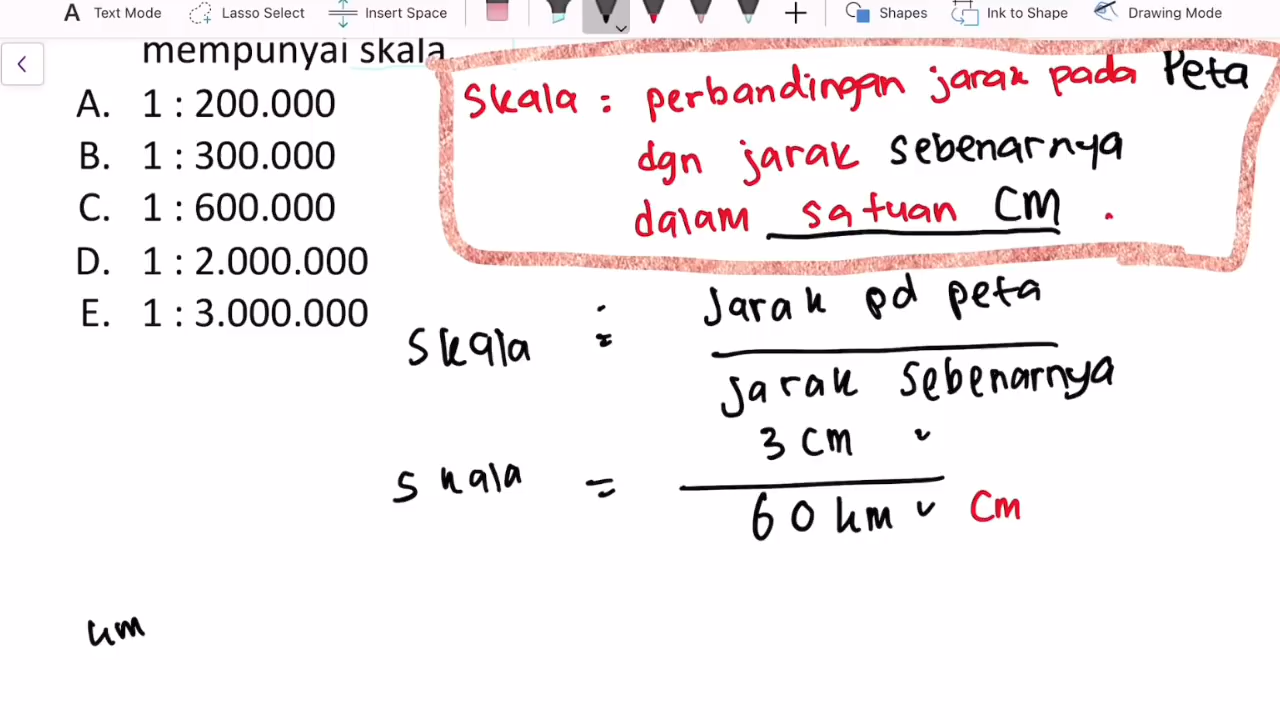 A Text Mode Lasso Select Insert Space Shapes Ink to Shape Drawing Mode
mempunyai skala
A. 1 : 200.000
B. 1 : 300.000
C. 1 : 600.000
D. 1 : 2.000.000
E. 1 : 3.000.000
Skala : perbandingan jarak pada Peta
dgn jarak sebenarnya
dalam satuan CM .
Skala = Jarak pd peta
Jarak sebenarnya
skala = 3 cm
60 km cm
km